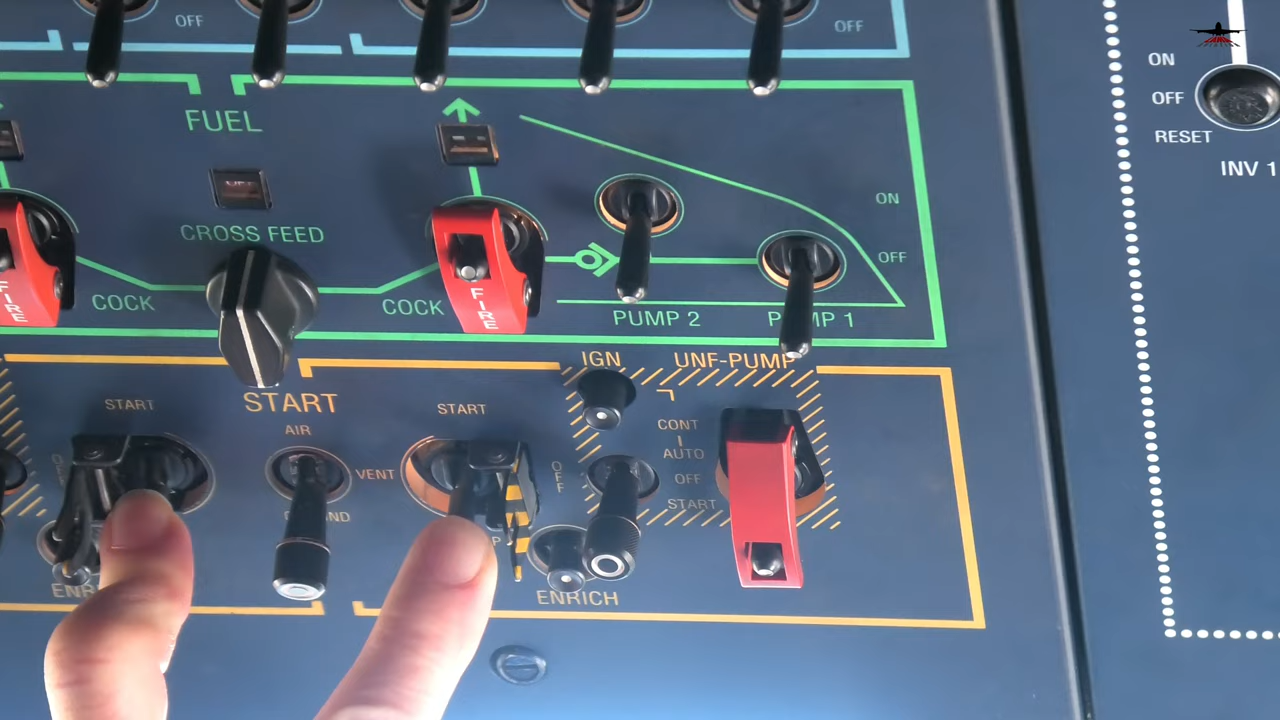 OFF
OFF
ON
OFF
RESET
INV 1
FUEL
CROSS FEED
COCK
FIRE
COCK
FIRE
ON
OFF
PUMP 2
PUMP 1
START
START
AIR
VENT
START
IGN
UNF-PUMP
CONT
AUTO
OFF
START
OFF
ENRICH